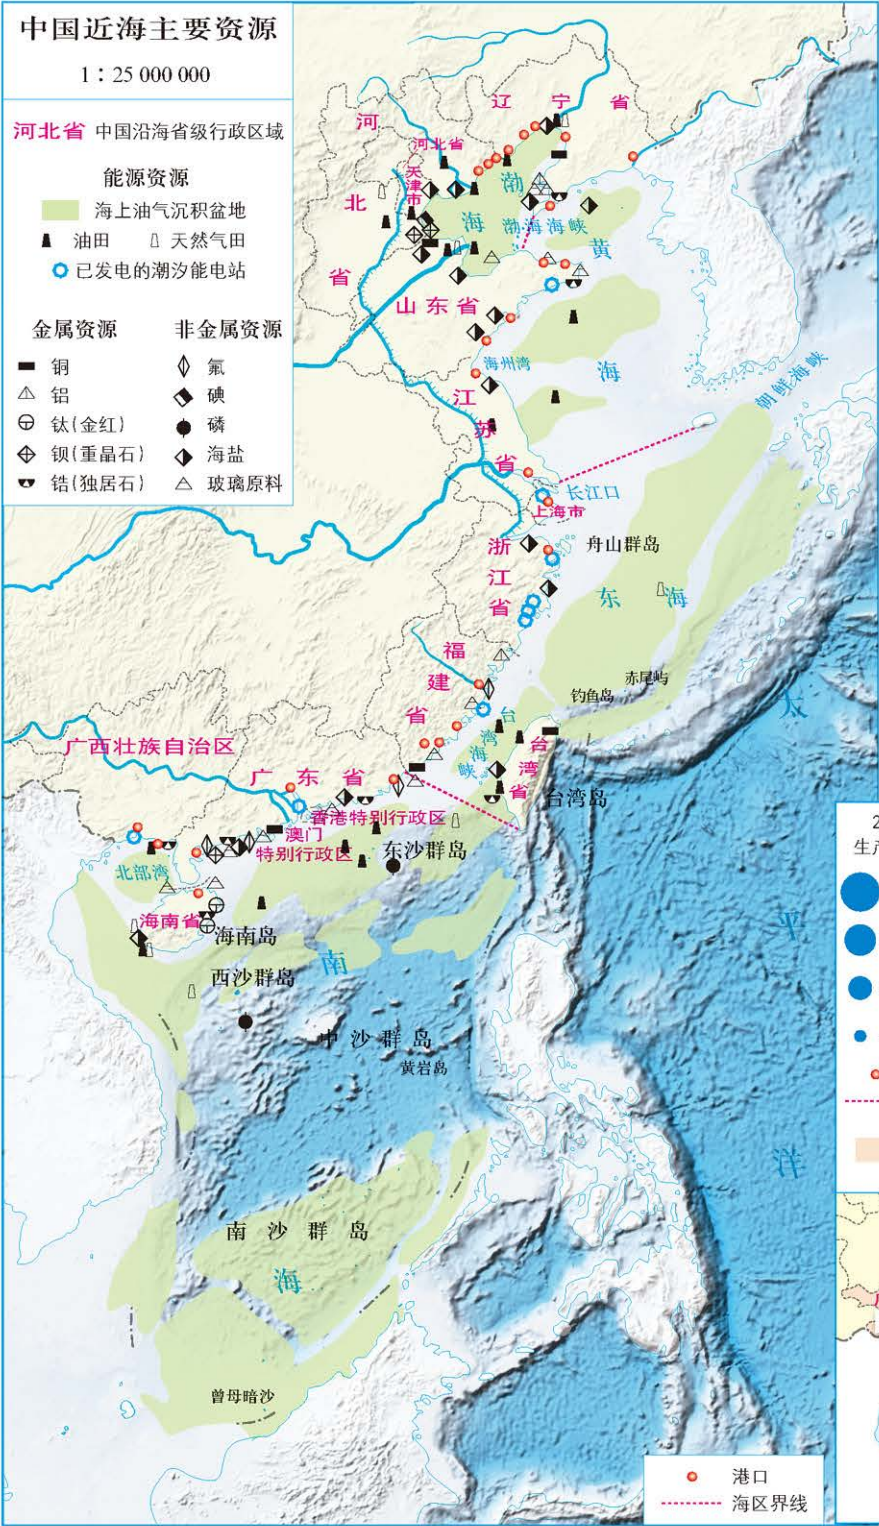 中国近海主要资源
1：25 000 000
河北省 中国沿海省级行政区域
能源资源
海上油气沉积盆地
油田 天然气田
已发电的潮汐能电站
金属资源 非金属资源
铜 氟
铝 碘
钛(金红) 磷
钡(重晶石) 海盐
锆(独居石) 玻璃原料
辽宁省
河北省
河北省
天津市
渤海
渤海海峡
黄海
山东省
海州湾
朝鲜海峡
江苏省
长江口
上海市
浙江省
舟山群岛
东海
福建省
赤尾屿
钓鱼岛
太平洋
台湾海峡
台湾省
台湾岛
广西壮族自治区
广东省
香港特别行政区
澳门
特别行政区
东沙群岛
北部湾
海南省
海南岛
西沙群岛
南海
中沙群岛
黄岩岛
南沙群岛
曾母暗沙
2
生产
港口
海区界线